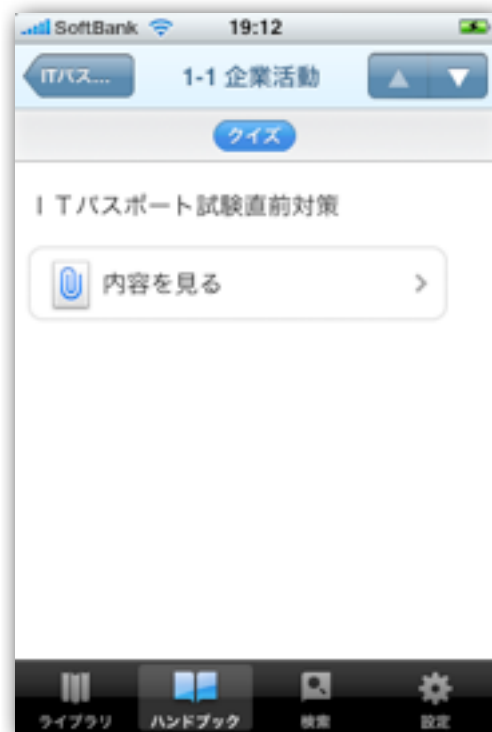 SoftBank 19:12
ITパス... 1-1 企業活動
クイズ
ＩＴパスポート試験直前対策
内容を見る
ライブラリ ハンドブック 検索 設定